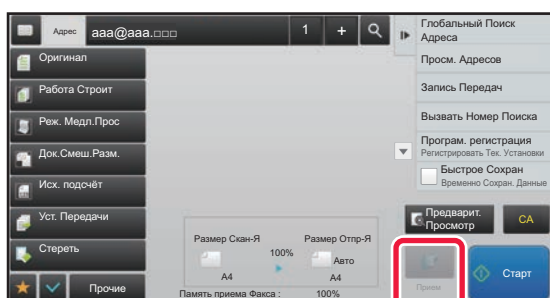 Адрес aaa@aaa.□□□ 1 +
Глобальный Поиск
Адреса
Оригинал
Просм. Адресов
Работа Строит
Запись Передач
Реж. Медл.Прос
Вызвать Номер Поиска
Док.Смеш.Разм.
Програм. регистрация
Регистрировать Тек. Установки
Исх. подсчёт
Быстрое Сохран
Временно Сохран. Данные
Уст. Передачи
Предварит.
Просмотр
CA
Стереть
Размер Скан-Я
Размер Отпр-Я
100%
Авто
A4
A4
Прием
Старт
Прочие
Память приема Факса : 100%